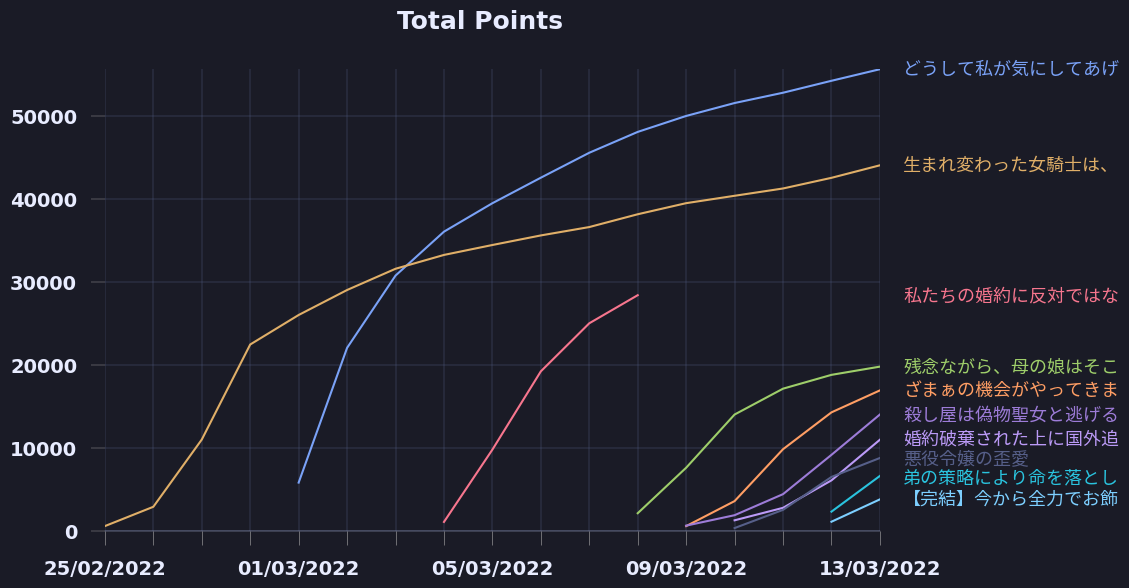 Total Points
50000
40000
30000
20000
10000
0
25/02/2022
01/03/2022
05/03/2022
09/03/2022
13/03/2022
どうして私が気にしてあげ
生まれ変わった女騎士は、
私たちの婚約に反対ではな
残念ながら、母の娘はそこ
ざまぁの機会がやってきま
殺し屋は偽物聖女と逃げる
婚約破棄された上に国外追
悪役令嬢の歪愛
弟の策略により命を落とし
【完結】今から全力でお飾